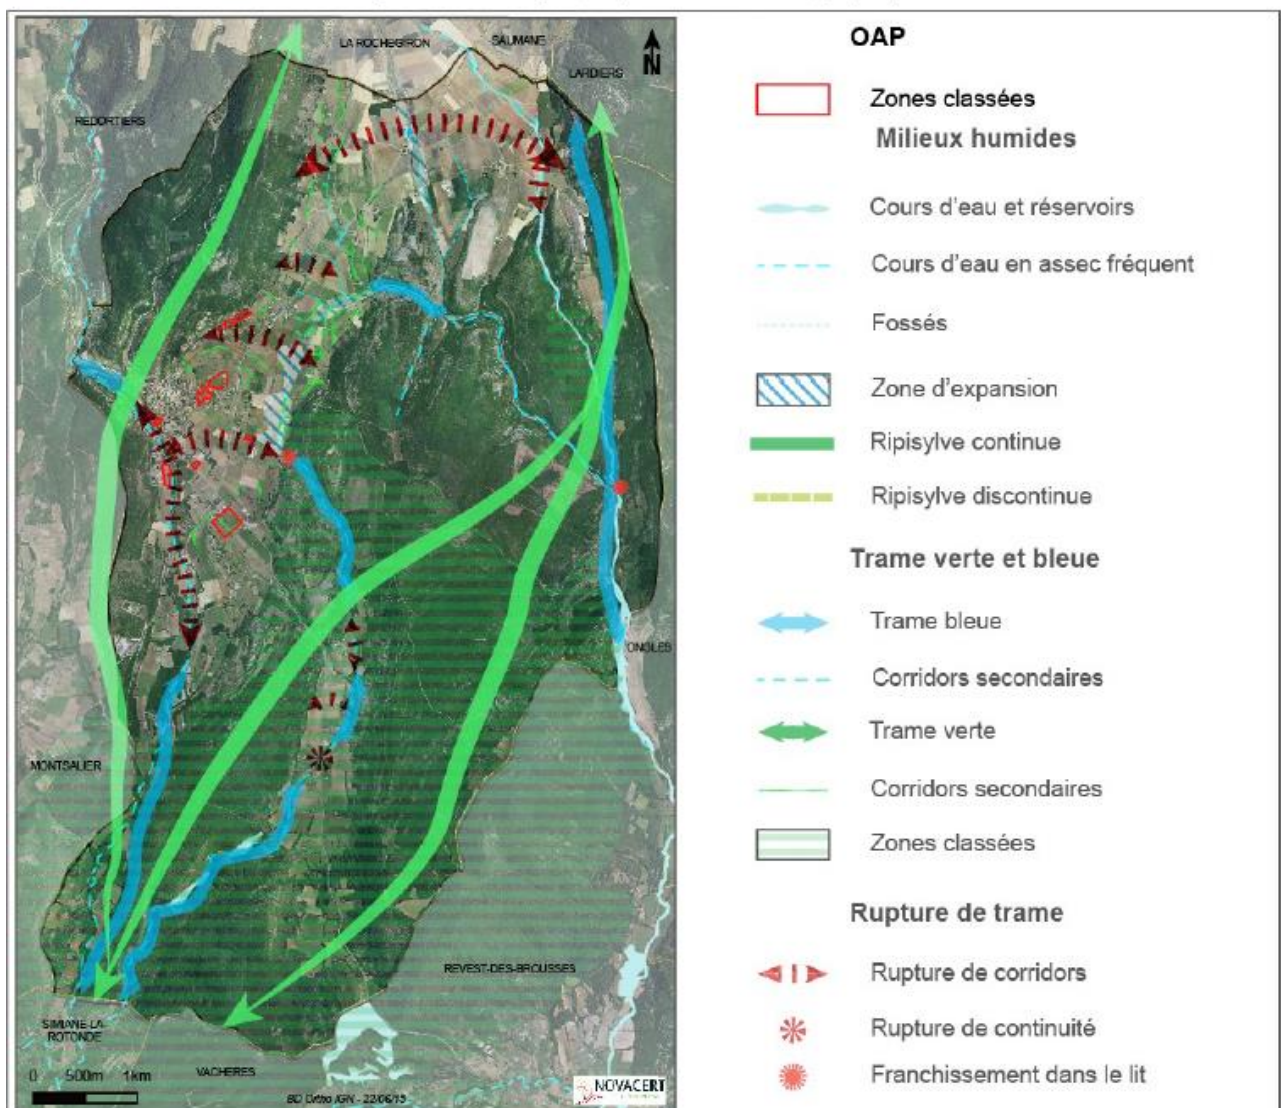 LA ROCHEGIRON
SAUMANE
N
LARDIERS
REDORTIERS
ONGLES
MONTSALIER
REVEST-DES-BROUSSES
SIMIANE-LA-
ROTONDE
VACHERES
0 500m 1km
BD Ortho IGN - 22/06/15
NOVACERT
OAP
Zones classées
Milieux humides
Cours d'eau et réservoirs
Cours d'eau en assec fréquent
Fossés
Zone d'expansion
Ripisylve continue
Ripisylve discontinue
Trame verte et bleue
Trame bleue
Corridors secondaires
Trame verte
Corridors secondaires
Zones classées
Rupture de trame
Rupture de corridors
Rupture de continuité
Franchissement dans le lit